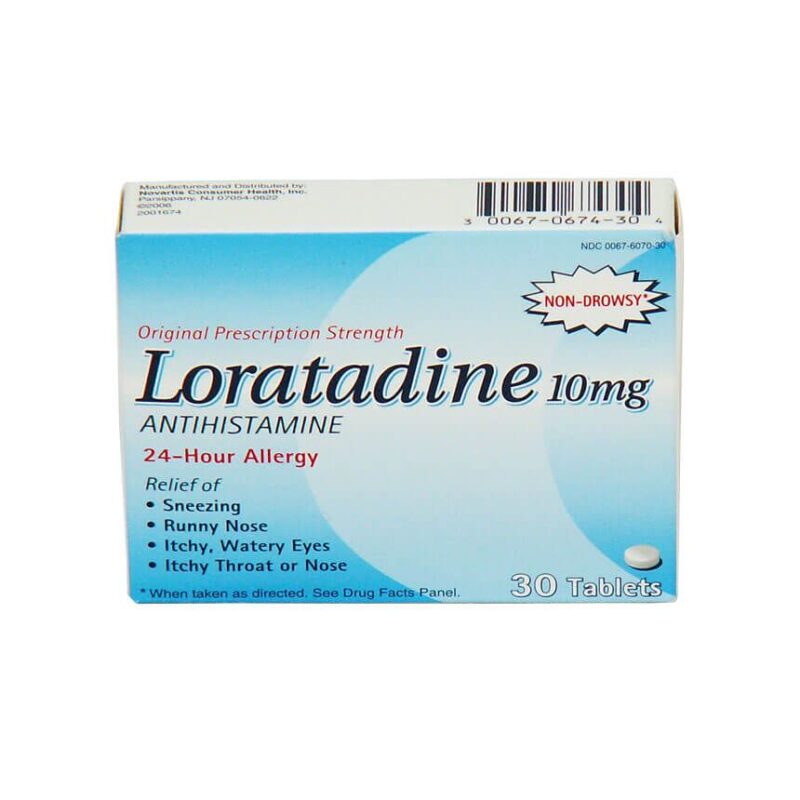 Manufactured and Distributed by:
Novartis Consumer Health, Inc.
Parsippany, NJ 07054-0622
©2006
2001674
3 0067-0674-30 4
NDC 0067-6070-30
NON-DROWSY*
Original Prescription Strength
Loratadine 10mg
ANTIHISTAMINE
24-Hour Allergy
Relief of
• Sneezing
• Runny Nose
• Itchy, Watery Eyes
• Itchy Throat or Nose
30 Tablets
* When taken as directed. See Drug Facts Panel.